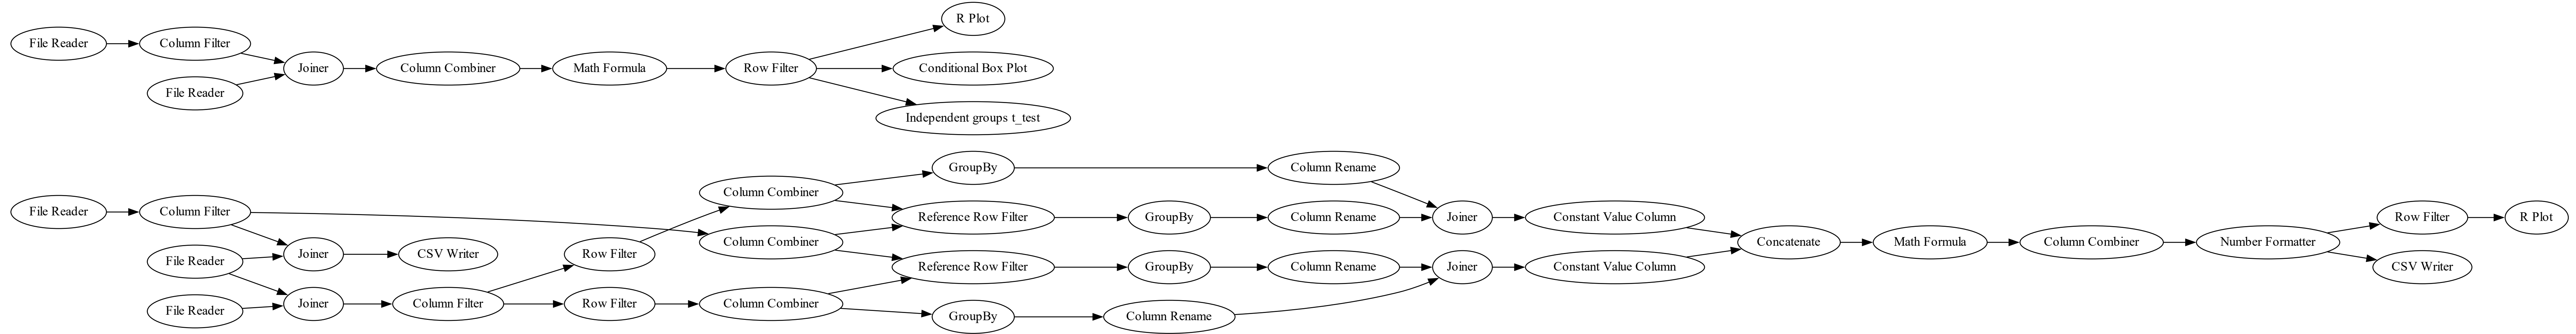 R Plot
File Reader
Column Filter
Joiner
Column Combiner
Math Formula
Row Filter
Conditional Box Plot
File Reader
Independent groups t_test
GroupBy
Column Rename
Column Combiner
File Reader
Column Filter
Reference Row Filter
GroupBy
Column Rename
Joiner
Constant Value Column
Row Filter
R Plot
Column Combiner
Concatenate
Math Formula
Column Combiner
Number Formatter
File Reader
Joiner
CSV Writer
Row Filter
Reference Row Filter
GroupBy
Column Rename
Joiner
Constant Value Column
CSV Writer
File Reader
Joiner
Column Filter
Row Filter
Column Combiner
GroupBy
Column Rename